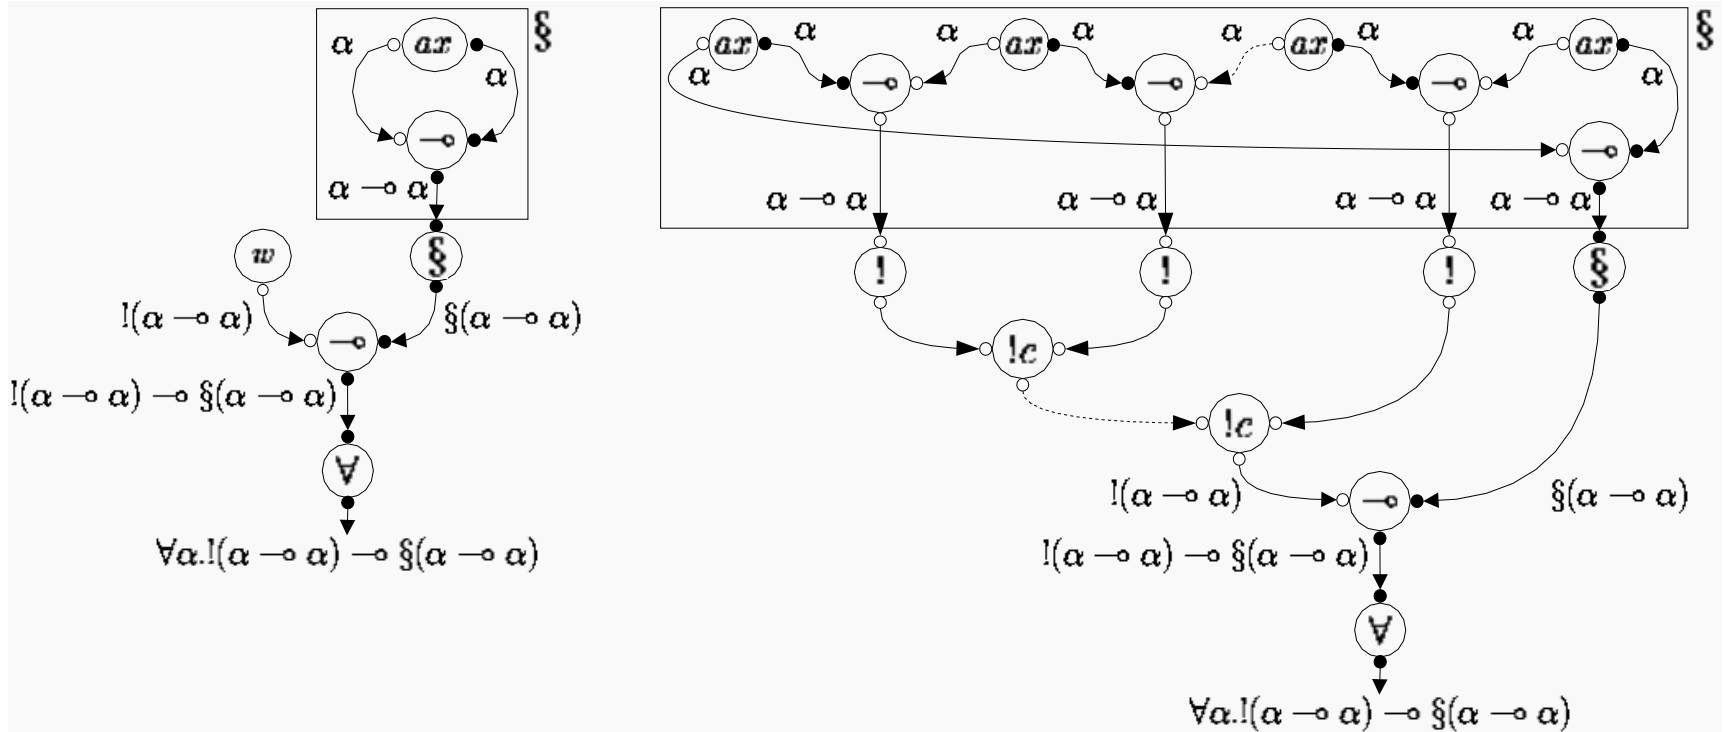 α ax §
α
⊸
α ⊸ α
w §
!(α ⊸ α) §(α ⊸ α)
⊸
!(α ⊸ α) ⊸ §(α ⊸ α)
∀
∀α.!(α ⊸ α) ⊸ §(α ⊸ α)
ax α α ax α α ax α α ax §
α ⊸ ⊸ ⊸ α
⊸
α ⊸ α α ⊸ α α ⊸ α α ⊸ α
! ! ! §
!c
!c
!(α ⊸ α) ⊸ §(α ⊸ α)
!(α ⊸ α) ⊸ §(α ⊸ α)
∀
∀α.!(α ⊸ α) ⊸ §(α ⊸ α)